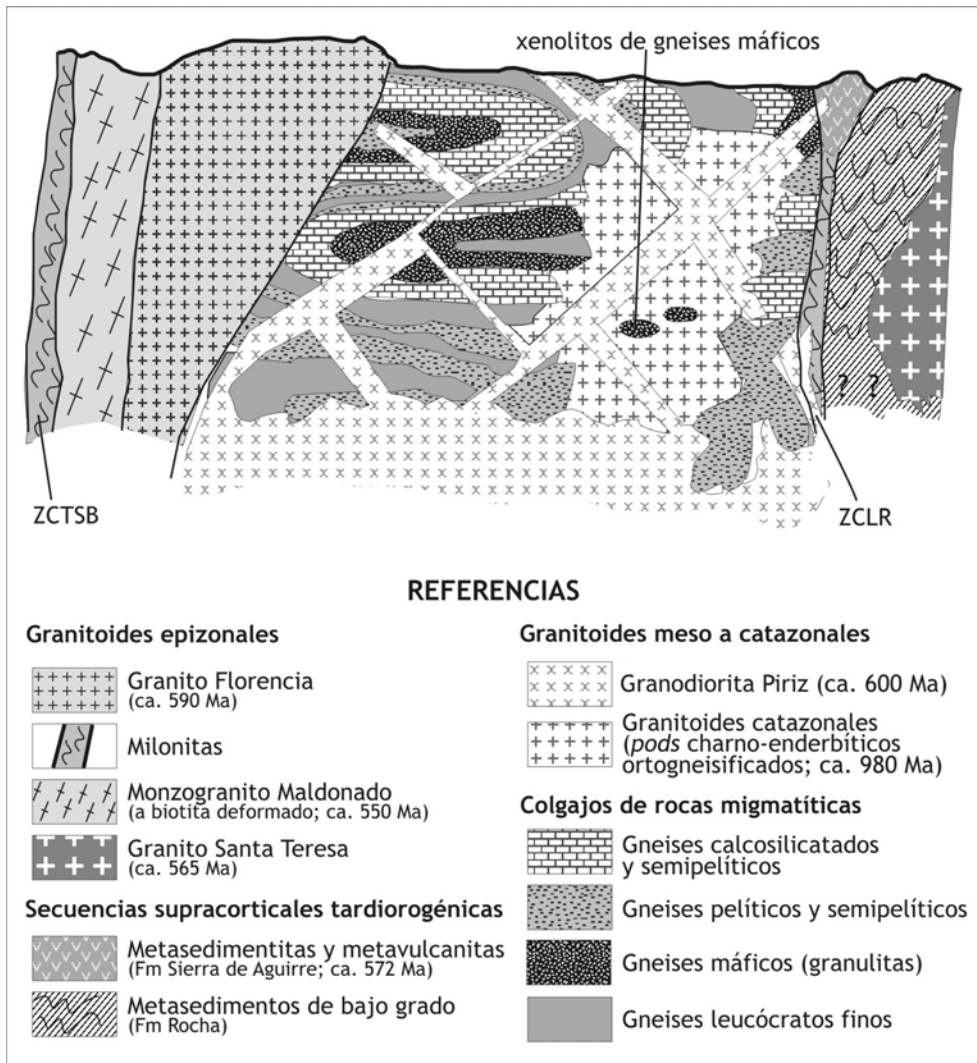 xenolitos de gneises máficos
? ?
ZCTSB
ZCLR
REFERENCIAS
Granitoides epizonales
Granito Florencia
(ca. 590 Ma)
Milonitas
Monzogranito Maldonado
(a biotita deformado; ca. 550 Ma)
Granito Santa Teresa
(ca. 565 Ma)
Secuencias supracorticales tardiorogénicas
Metasedimentitas y metavulcanitas
(Fm Sierra de Aguirre; ca. 572 Ma)
Metasedimentos de bajo grado
(Fm Rocha)
Granitoides meso a catazonales
Granodiorita Piriz (ca. 600 Ma)
Granitoides catazonales
(pods charno-enderbíticos
ortogneisificados; ca. 980 Ma)
Colgajos de rocas migmatíticas
Gneises calcosilicatados
y semipelíticos
Gneises pelíticos y semipelíticos
Gneises máficos (granulitas)
Gneises leucócratos finos